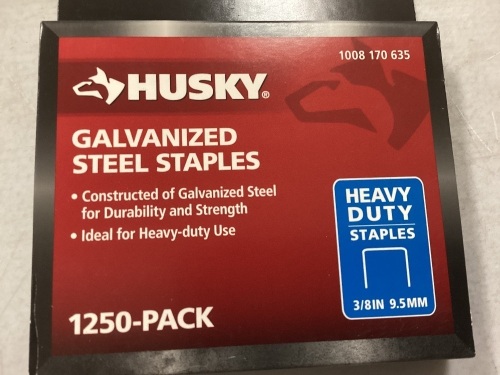 1008 170 635
HUSKY®
GALVANIZED
STEEL STAPLES
• Constructed of Galvanized Steel
for Durability and Strength
• Ideal for Heavy-duty Use
HEAVY
DUTY
STAPLES
3/8IN 9.5MM
1250-PACK